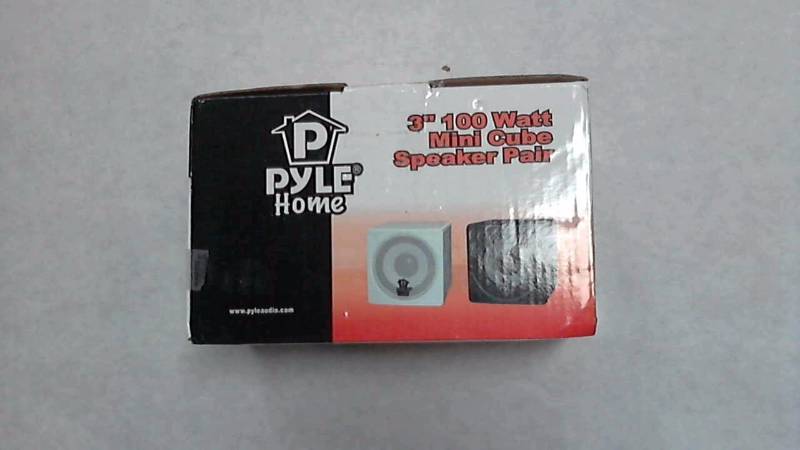 P
PYLE®
Home
3" 100 Watt
Mini Cube
Speaker Pair
www.pyleaudio.com